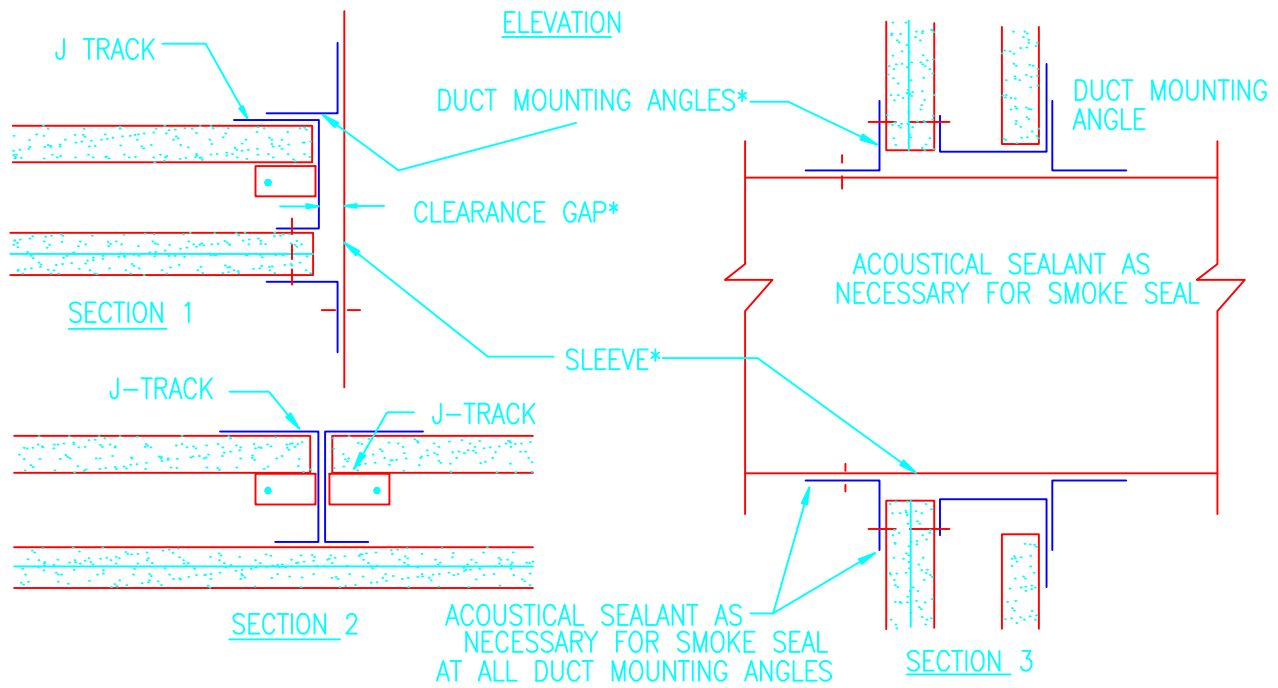 ELEVATION
J TRACK
DUCT MOUNTING ANGLES*
DUCT MOUNTING
ANGLE
CLEARANCE GAP*
ACOUSTICAL SEALANT AS
NECESSARY FOR SMOKE SEAL
SECTION 1
SLEEVE*
J-TRACK
J-TRACK
SECTION 2
ACOUSTICAL SEALANT AS
NECESSARY FOR SMOKE SEAL
AT ALL DUCT MOUNTING ANGLES
SECTION 3